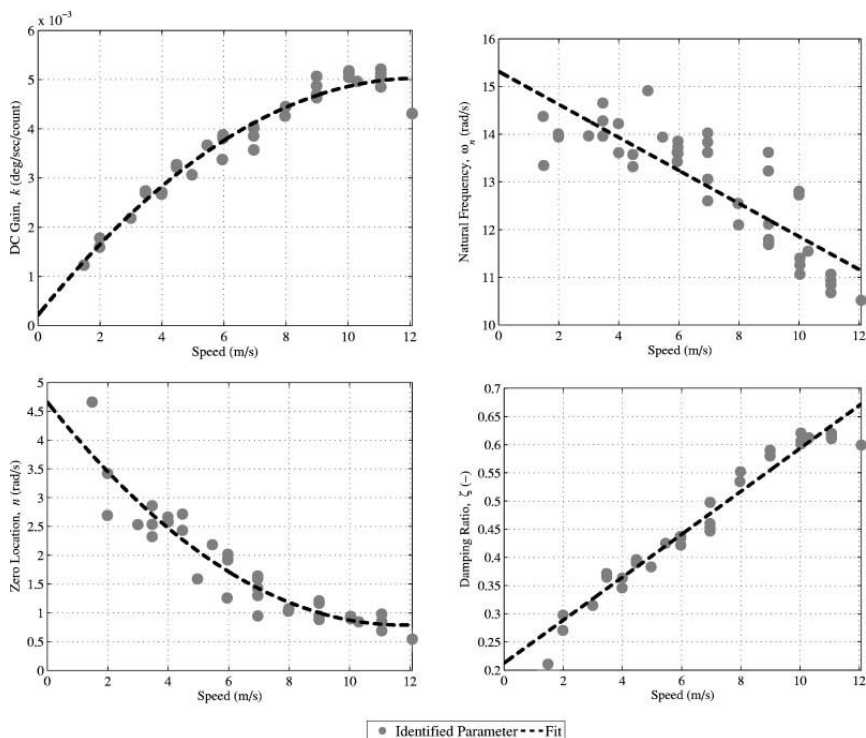 x 10⁻³
DC Gain, k (deg/sec/count)
6
5
4
3
2
1
0
0 2 4 6 8 10 12
Speed (m/s)
Natural Frequency, ωₙ (rad/s)
16
15
14
13
12
11
10
0 2 4 6 8 10 12
Speed (m/s)
Zero Location, n (rad/s)
5
4.5
4
3.5
3
2.5
2
1.5
1
0.5
0
0 2 4 6 8 10 12
Speed (m/s)
Damping Ratio, ζ (–)
0.7
0.65
0.6
0.55
0.5
0.45
0.4
0.35
0.3
0.25
0.2
0 2 4 6 8 10 12
Speed (m/s)
Identified Parameter Fit